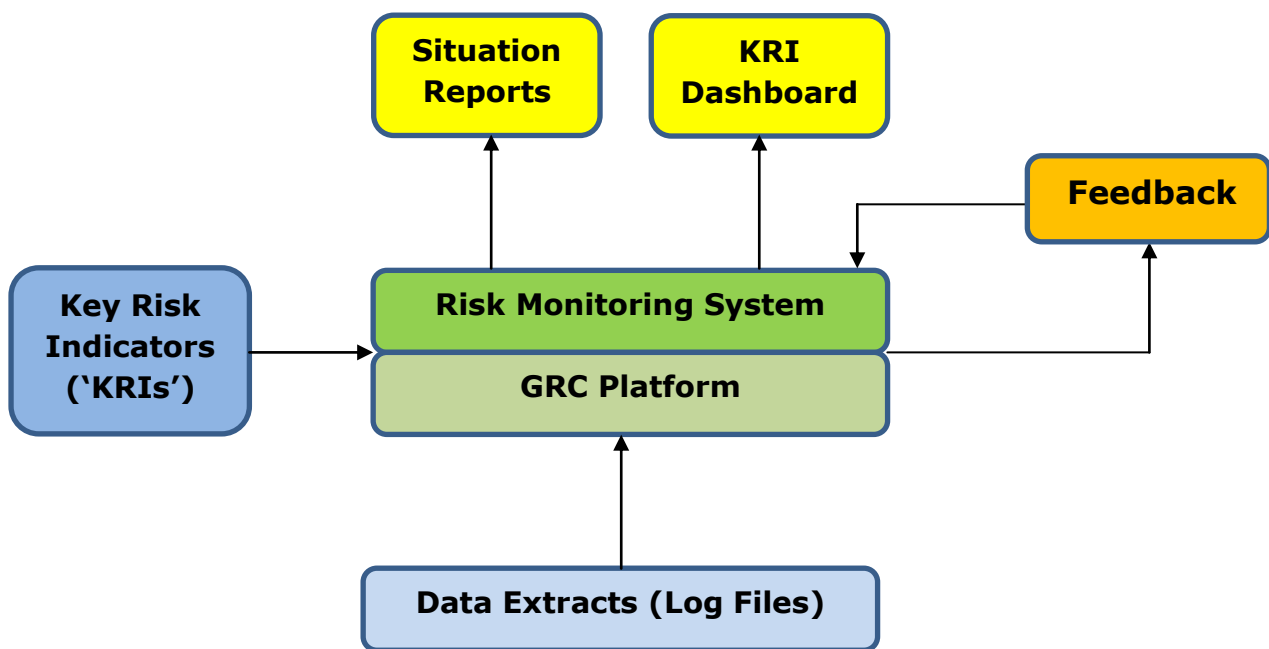 Situation
Reports
KRI
Dashboard
Feedback
Key Risk
Indicators
(‘KRIs’)
Risk Monitoring System
GRC Platform
Data Extracts (Log Files)